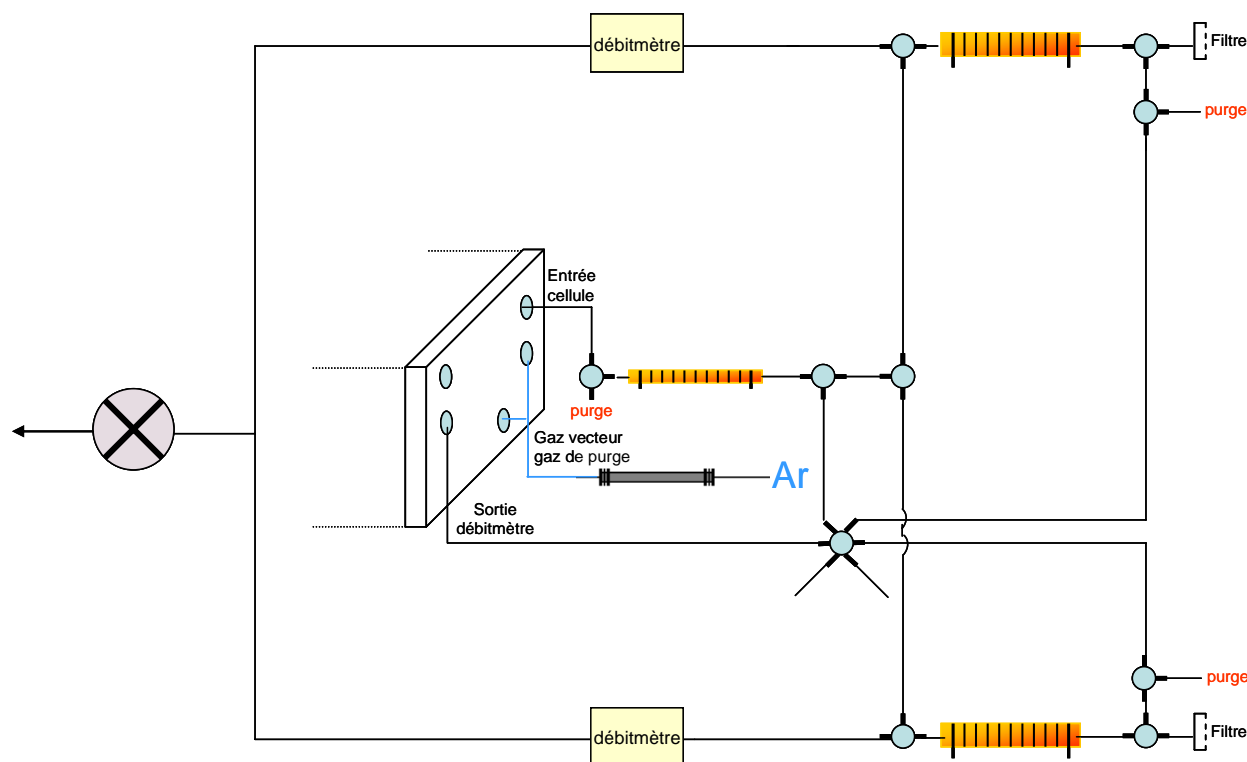 débitmètre
Filtre
purge
Entrée
cellule
purge
Gaz vecteur
gaz de purge
Ar
Sortie
débitmètre
purge
débitmètre
Filtre